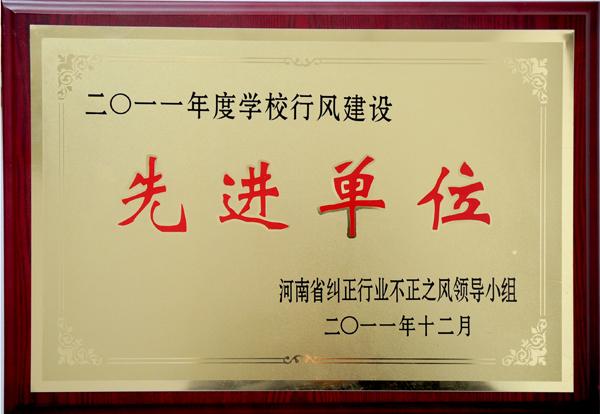 二〇一一年度学校行风建设
先进单位
河南省纠正行业不正之风领导小组
二〇一一年十二月